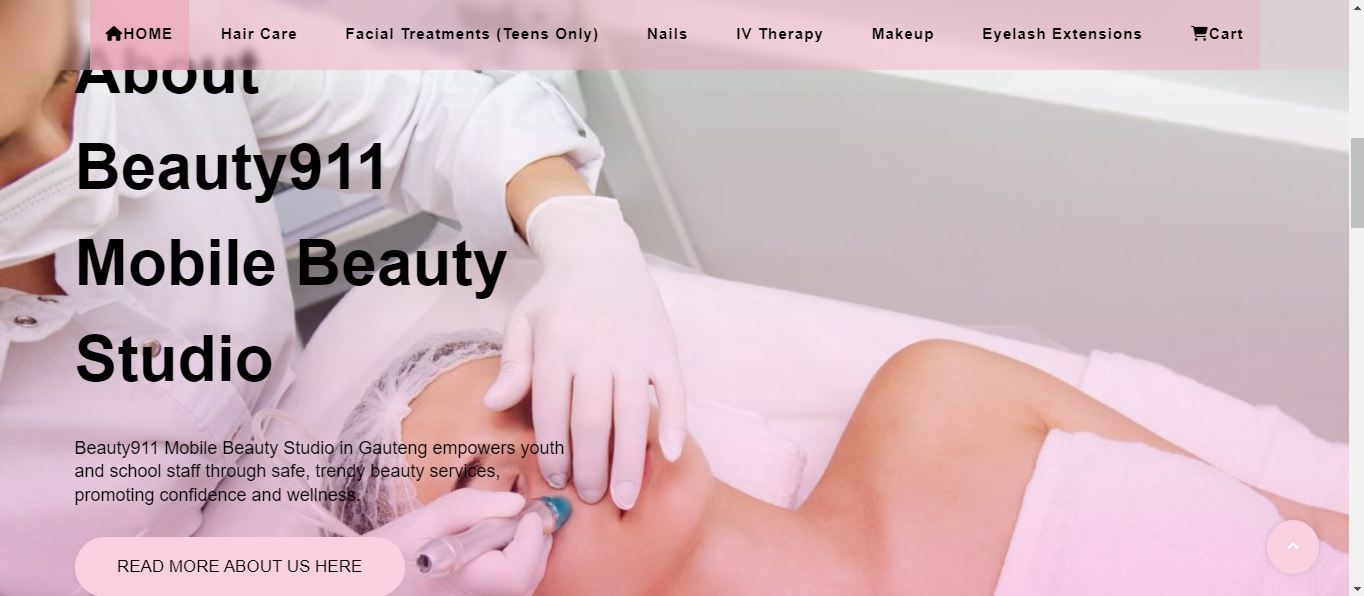 HOME Hair Care Facial Treatments (Teens Only) Nails IV Therapy Makeup Eyelash Extensions Cart
About
Beauty911
Mobile Beauty
Studio
Beauty911 Mobile Beauty Studio in Gauteng empowers youth
and school staff through safe, trendy beauty services,
promoting confidence and wellness.
READ MORE ABOUT US HERE